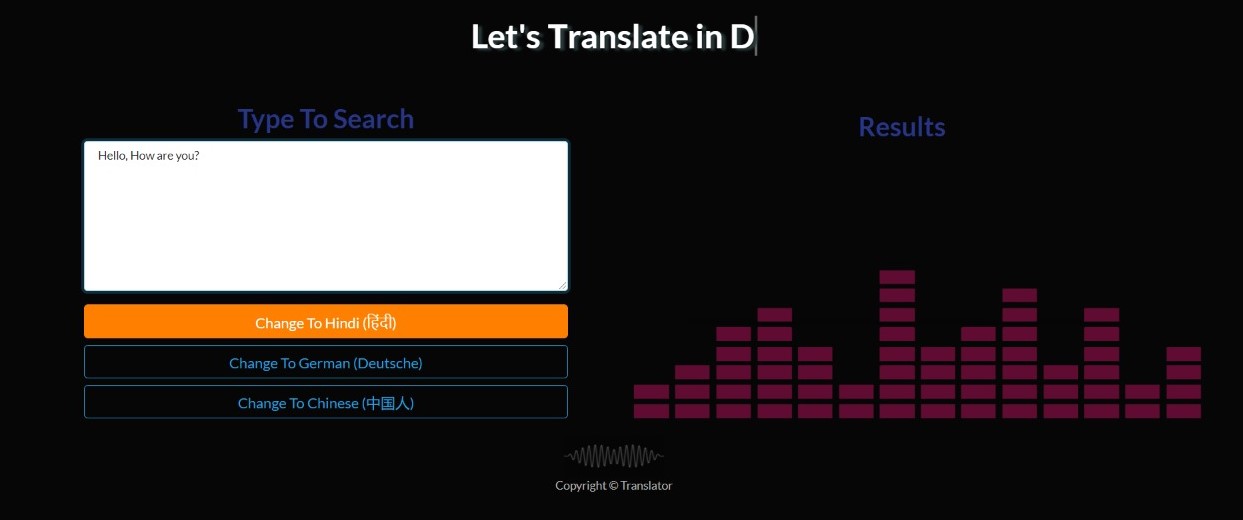 Let's Translate in D
Type To Search
Results
Hello, How are you?
Change To Hindi (हिंदी)
Change To German (Deutsche)
Change To Chinese (中国人)
Copyright © Translator